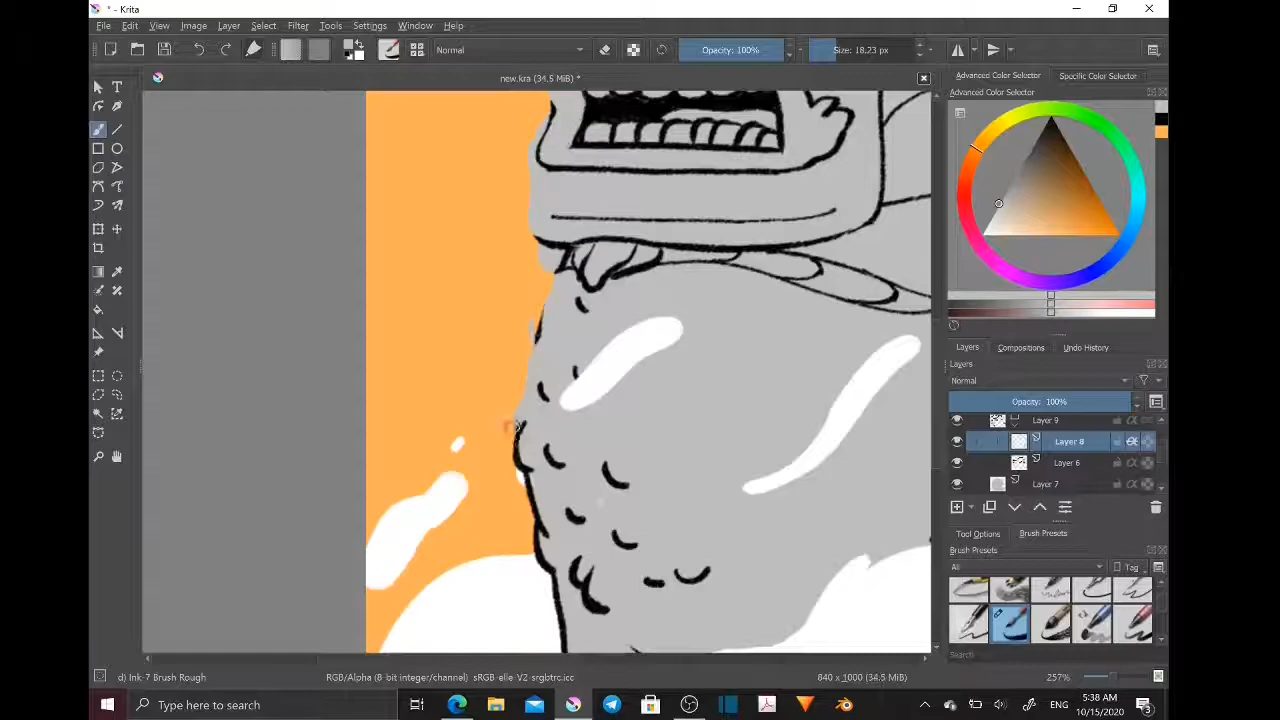 * - Krita
File Edit View Image Layer Select Filter Tools Settings Window Help
Normal Opacity: 100% Size: 18.23 px
new.kra (34.5 MiB) *
Advanced Color Selector Specific Color Selector
Advanced Color Selector
Layers Compositions Undo History
Layers
Normal
Opacity: 100%
Layer 9
Layer 8
Layer 6
Layer 7
Tool Options Brush Presets
Brush Presets
All Tag
Search
d) Ink-7 Brush Rough RGB/Alpha (8-bit integer/channel) sRGB-elle-V2-srgbtrc.icc 840 x 1000 (34.5 MiB) 257%
Type here to search
ENG
5:38 AM
10/15/2020
3